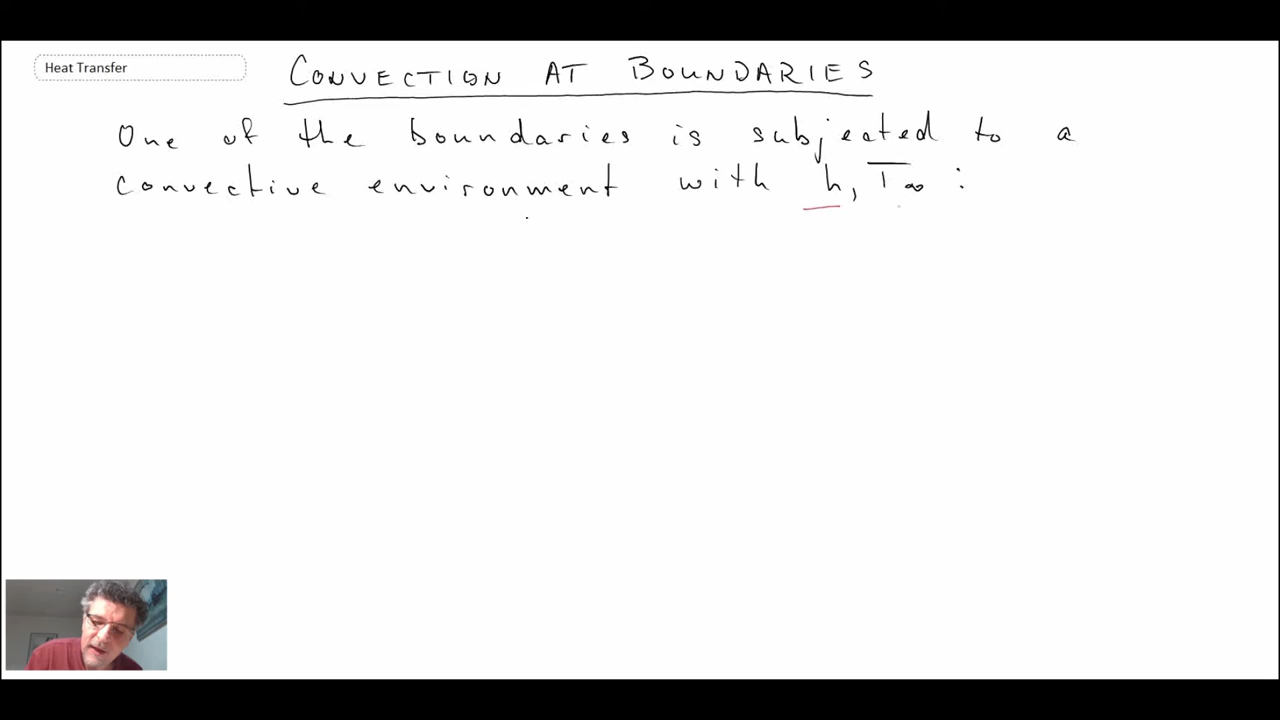 Heat Transfer
CONVECTION AT BOUNDARIES
One of the boundaries is subjected to a
convective environment with h, T∞ :